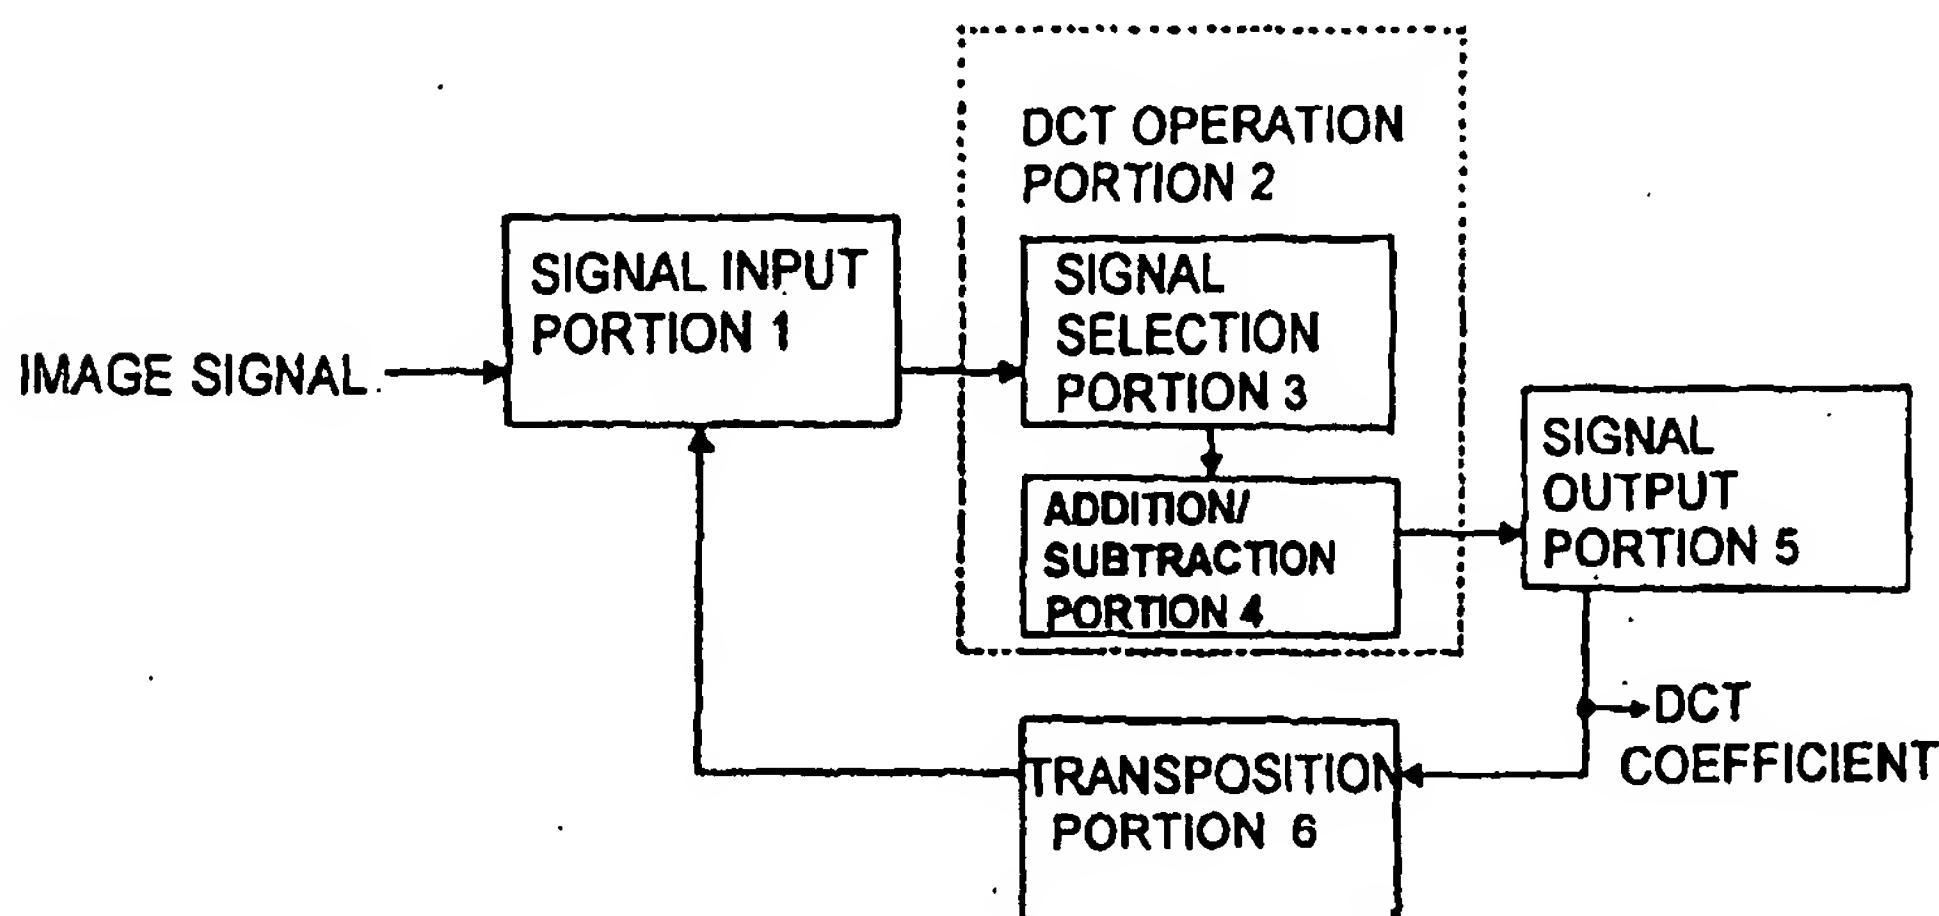 DCT OPERATION
PORTION 2
SIGNAL INPUT
PORTION 1
SIGNAL
SELECTION
PORTION 3
IMAGE SIGNAL
SIGNAL
OUTPUT
PORTION 5
ADDITION/
SUBTRACTION
PORTION 4
DCT
COEFFICIENT
TRANSPOSITION
PORTION 6